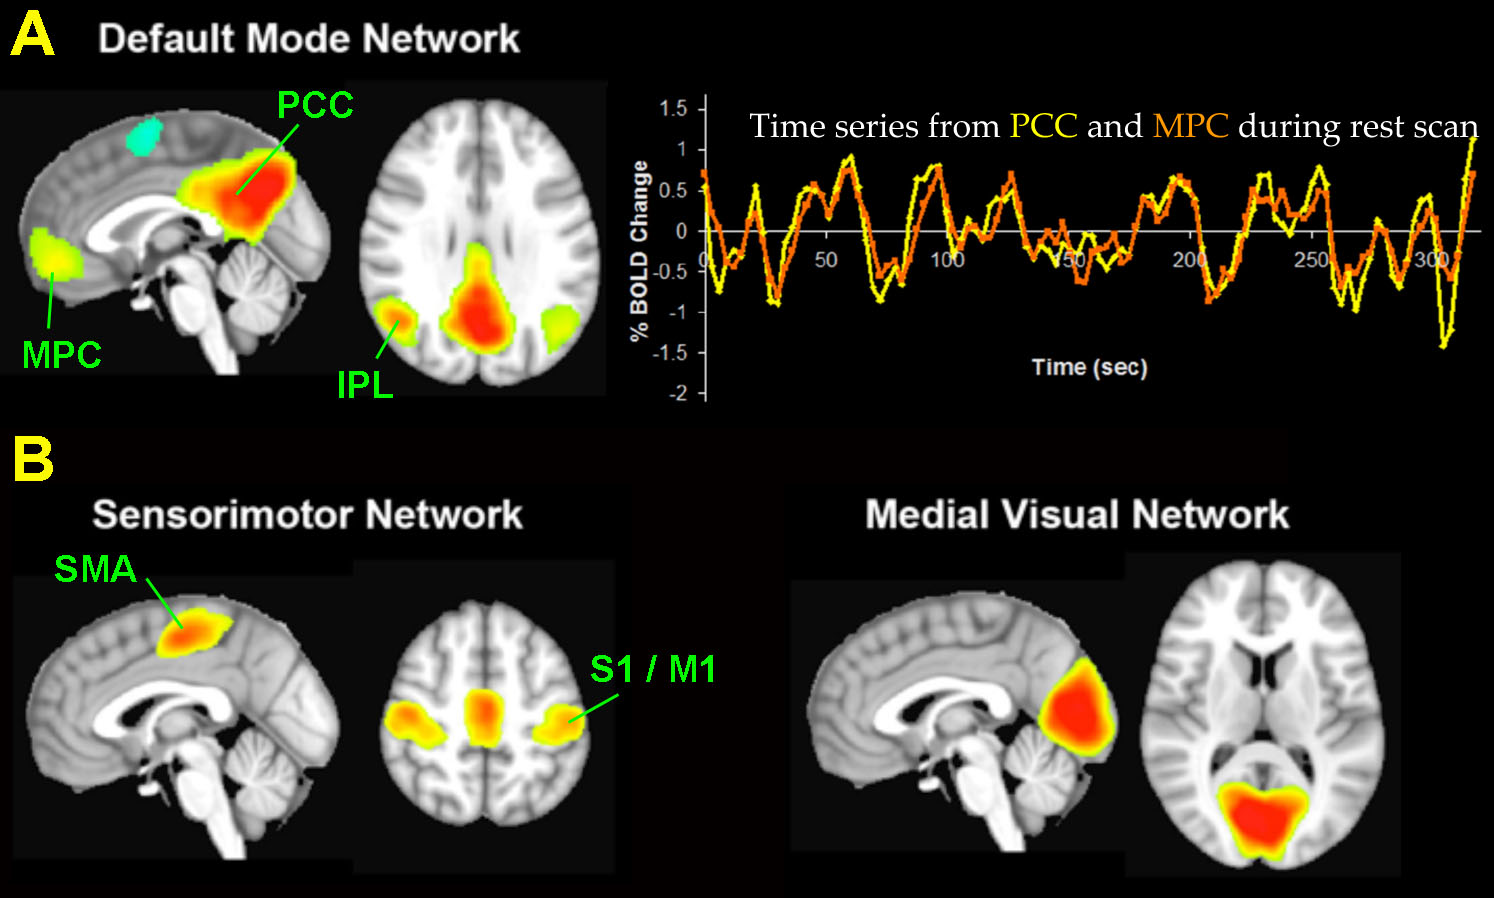 A
Default Mode Network
PCC
MPC
IPL
Time series from PCC and MPC during rest scan
% BOLD Change
1.5
1
0.5
0
-0.5
-1
-1.5
-2
0 50 100 150 200 250 300
Time (sec)
B
Sensorimotor Network
SMA
S1 / M1
Medial Visual Network